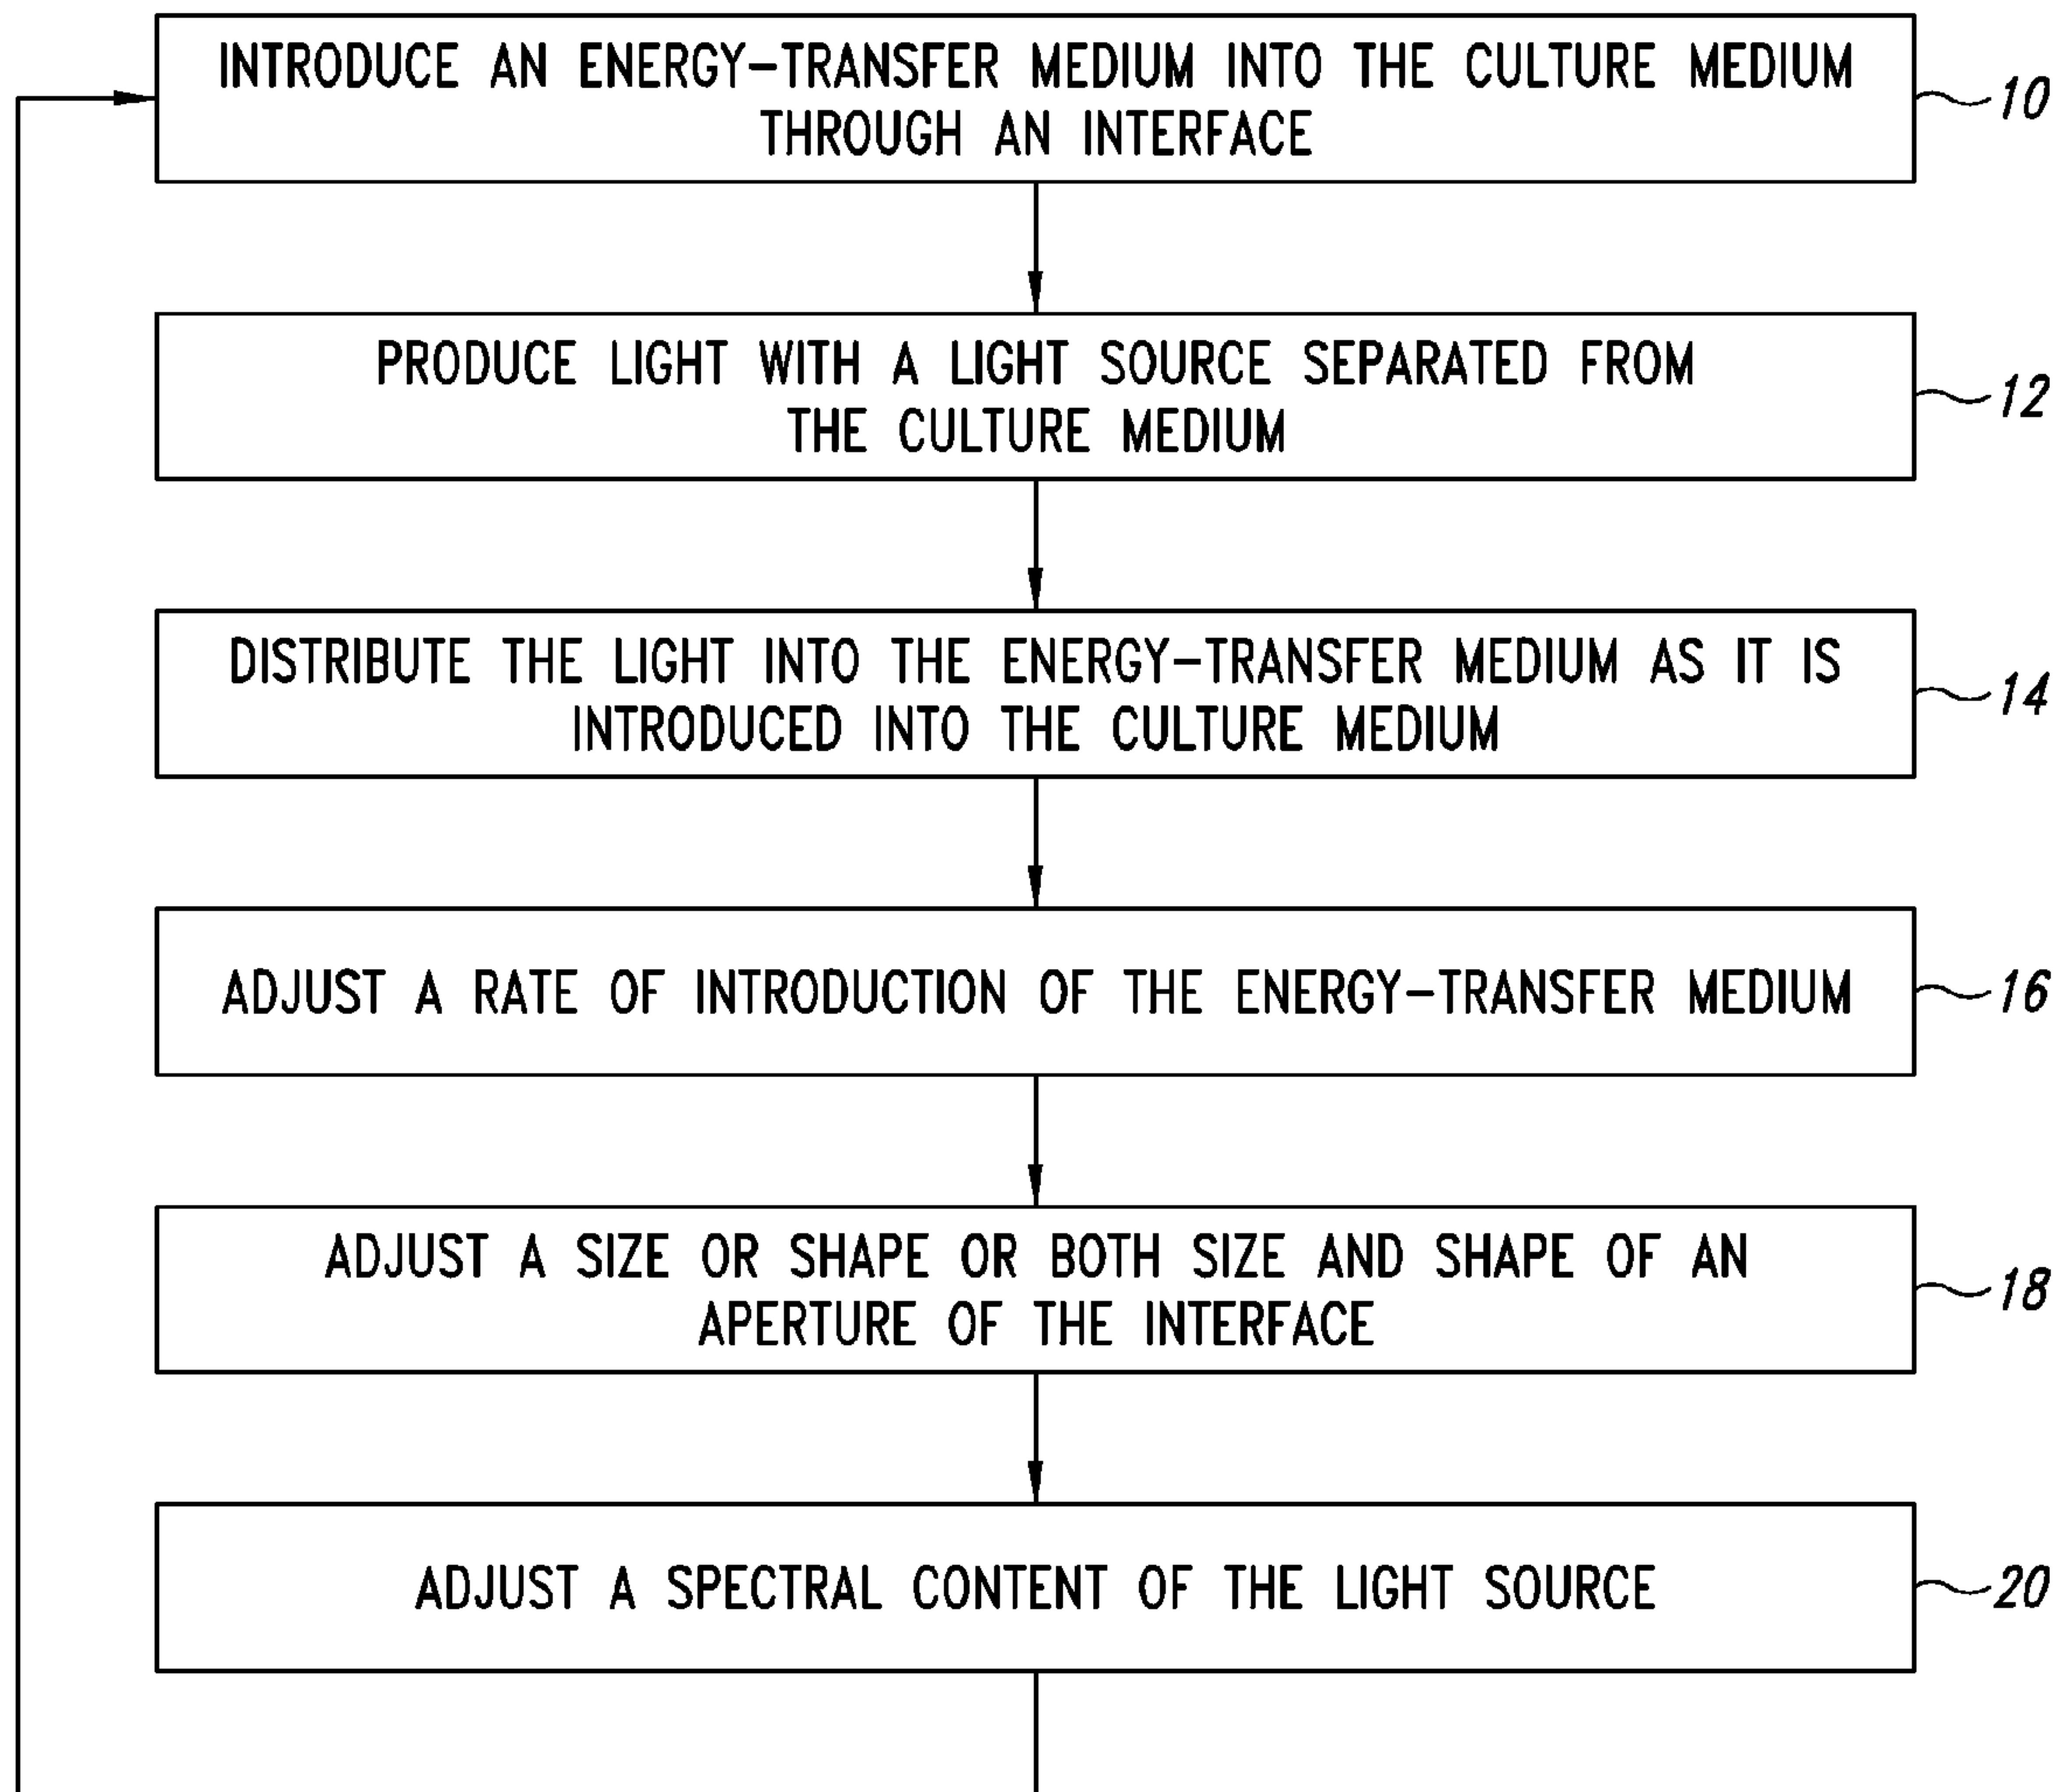 INTRODUCE AN ENERGY-TRANSFER MEDIUM INTO THE CULTURE MEDIUM
THROUGH AN INTERFACE
10
PRODUCE LIGHT WITH A LIGHT SOURCE SEPARATED FROM
THE CULTURE MEDIUM
12
DISTRIBUTE THE LIGHT INTO THE ENERGY-TRANSFER MEDIUM AS IT IS
INTRODUCED INTO THE CULTURE MEDIUM
14
ADJUST A RATE OF INTRODUCTION OF THE ENERGY-TRANSFER MEDIUM
16
ADJUST A SIZE OR SHAPE OR BOTH SIZE AND SHAPE OF AN
APERTURE OF THE INTERFACE
18
ADJUST A SPECTRAL CONTENT OF THE LIGHT SOURCE
20